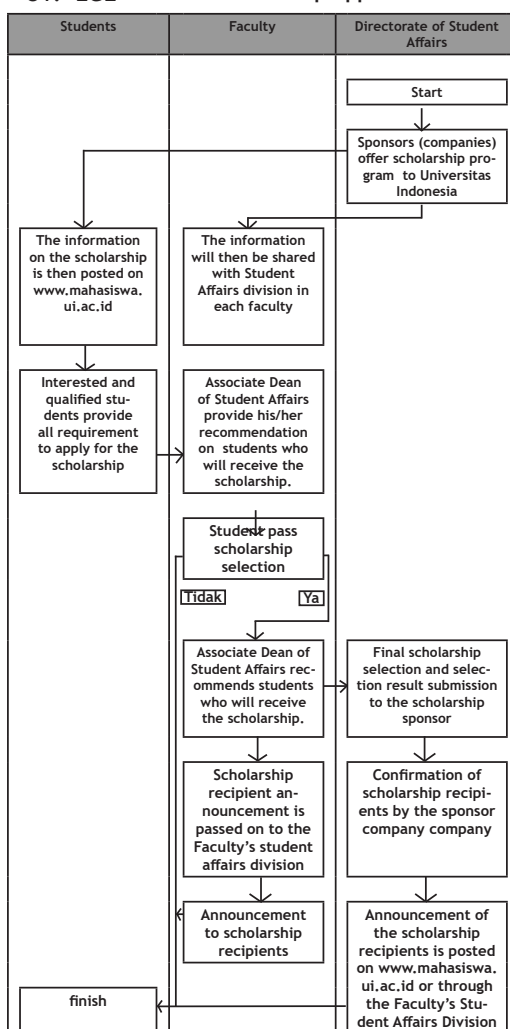 Students
Faculty
Directorate of Student
Affairs
Start
Sponsors (companies)
offer scholarship pro-
gram to Universitas
Indonesia
The information
on the scholarship
is then posted on
www.mahasiswa.
ui.ac.id
The information
will then be shared
with Student
Affairs division in
each faculty
Interested and
qualified stu-
dents provide
all requirement
to apply for the
scholarship
Associate Dean
of Student Affairs
provide his/her
recommendation
on students who
will receive the
scholarship.
Student pass
scholarship
selection
Tidak
Ya
Associate Dean of
Student Affairs rec-
ommends students
who will receive
the scholarship.
Final scholarship
selection and selec-
tion result submission
to the scholarship
sponsor
Scholarship
recipient an-
nouncement is
passed on to the
Faculty's student
affairs division
Confirmation of
scholarship recipi-
ents by the sponsor
company company
Announcement
to scholarship
recipients
Announcement of
the scholarship
recipients is posted
on www.mahasiswa.
ui.ac.id or through
the Faculty's Stu-
dent Affairs Division
finish